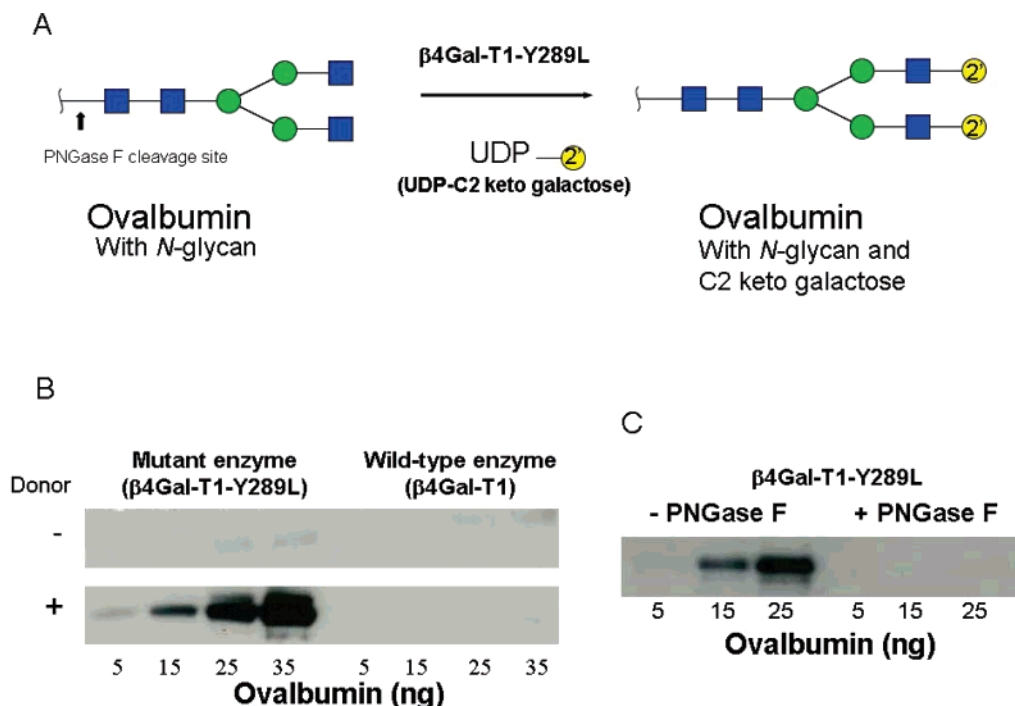 A
β4Gal-T1-Y289L
PNGase F cleavage site
UDP 2'
(UDP-C2 keto galactose)
2'
2'
Ovalbumin
With N-glycan
Ovalbumin
With N-glycan and
C2 keto galactose
B
Donor
Mutant enzyme
(β4Gal-T1-Y289L)
Wild-type enzyme
(β4Gal-T1)
-
+
5 15 25 35 5 15 25 35
Ovalbumin (ng)
C
β4Gal-T1-Y289L
- PNGase F + PNGase F
5 15 25 5 15 25
Ovalbumin (ng)